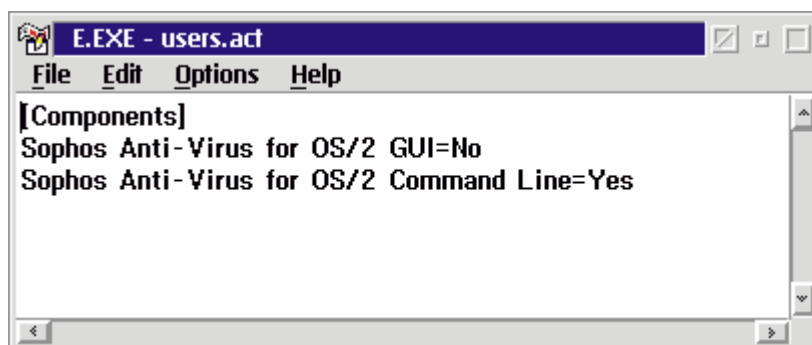 E.EXE - users.act
File Edit Options Help
[Components]
Sophos Anti-Virus for OS/2 GUI=No
Sophos Anti-Virus for OS/2 Command Line=Yes